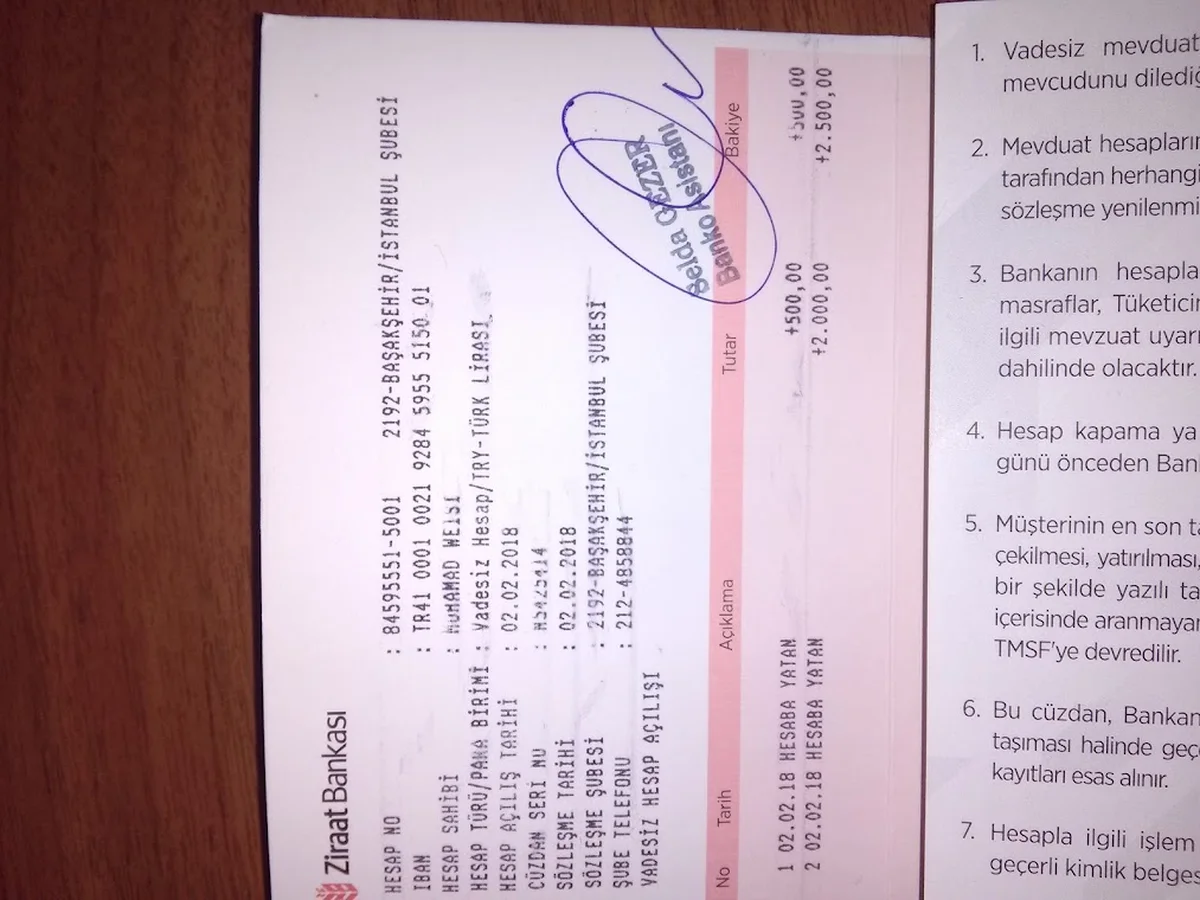 Ziraat Bankası
HESAP NO : 84595551-5001 2192-BAŞAKŞEHİR/İSTANBUL ŞUBESİ
IBAN : TR41 0001 0021 9284 5955 5150 01
HESAP SAHİBİ : MUHAMAD WEISI
HESAP TÜRÜ/PARA BİRİMİ : Vadesiz Hesap/TRY-TÜRK LİRASI
HESAP AÇILIŞ TARİHİ : 02.02.2018
CÜZDAN SERİ NU :
SÖZLEŞME TARİHİ : 02.02.2018
SÖZLEŞME ŞUBESİ : 2192-BAŞAKŞEHİR/İSTANBUL ŞUBESİ
ŞUBE TELEFONU : 212-4858844
VADESİZ HESAP AÇILIŞI
Selda GEZER
Banko Asistanı
No Tarih Açıklama Tutar Bakiye
1 02.02.18 HESABA YATAN +500,00 +500,00
2 02.02.18 HESABA YATAN +2.000,00 +2.500,00
1. Vadesiz mevduat
mevcudunu dilediğ
2. Mevduat hesapların
tarafından herhangi
sözleşme yenilenmi
3. Bankanın hesapla
masraflar, Tüketicin
ilgili mevzuat uyarı
dahilinde olacaktır.
4. Hesap kapama ya
günü önceden Ban
5. Müşterinin en son ta
çekilmesi, yatırılması,
bir şekilde yazılı ta
içerisinde aranmayan
TMSF'ye devredilir.
6. Bu cüzdan, Bankan
taşıması halinde geç
kayıtları esas alınır.
7. Hesapla ilgili işlem
geçerli kimlik belges